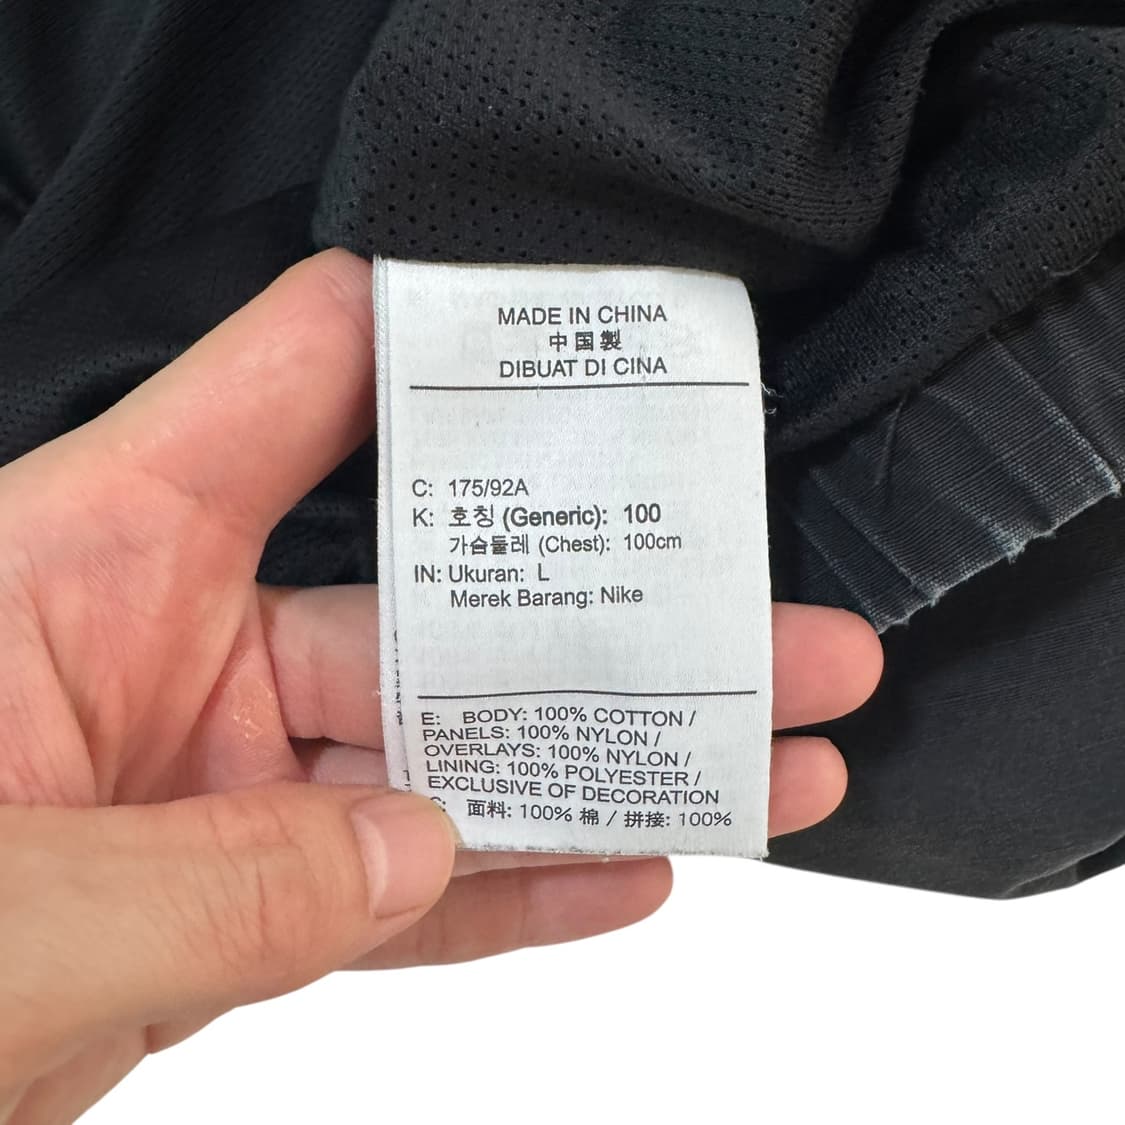 MADE IN CHINA
中国製
DIBUAT DI CINA
C: 175/92A
K: 호칭 (Generic): 100
가슴둘레 (Chest): 100cm
IN: Ukuran: L
Merek Barang: Nike
E: BODY: 100% COTTON /
PANELS: 100% NYLON /
OVERLAYS: 100% NYLON /
LINING: 100% POLYESTER /
EXCLUSIVE OF DECORATION
C: 面料: 100% 棉 / 拼接: 100%